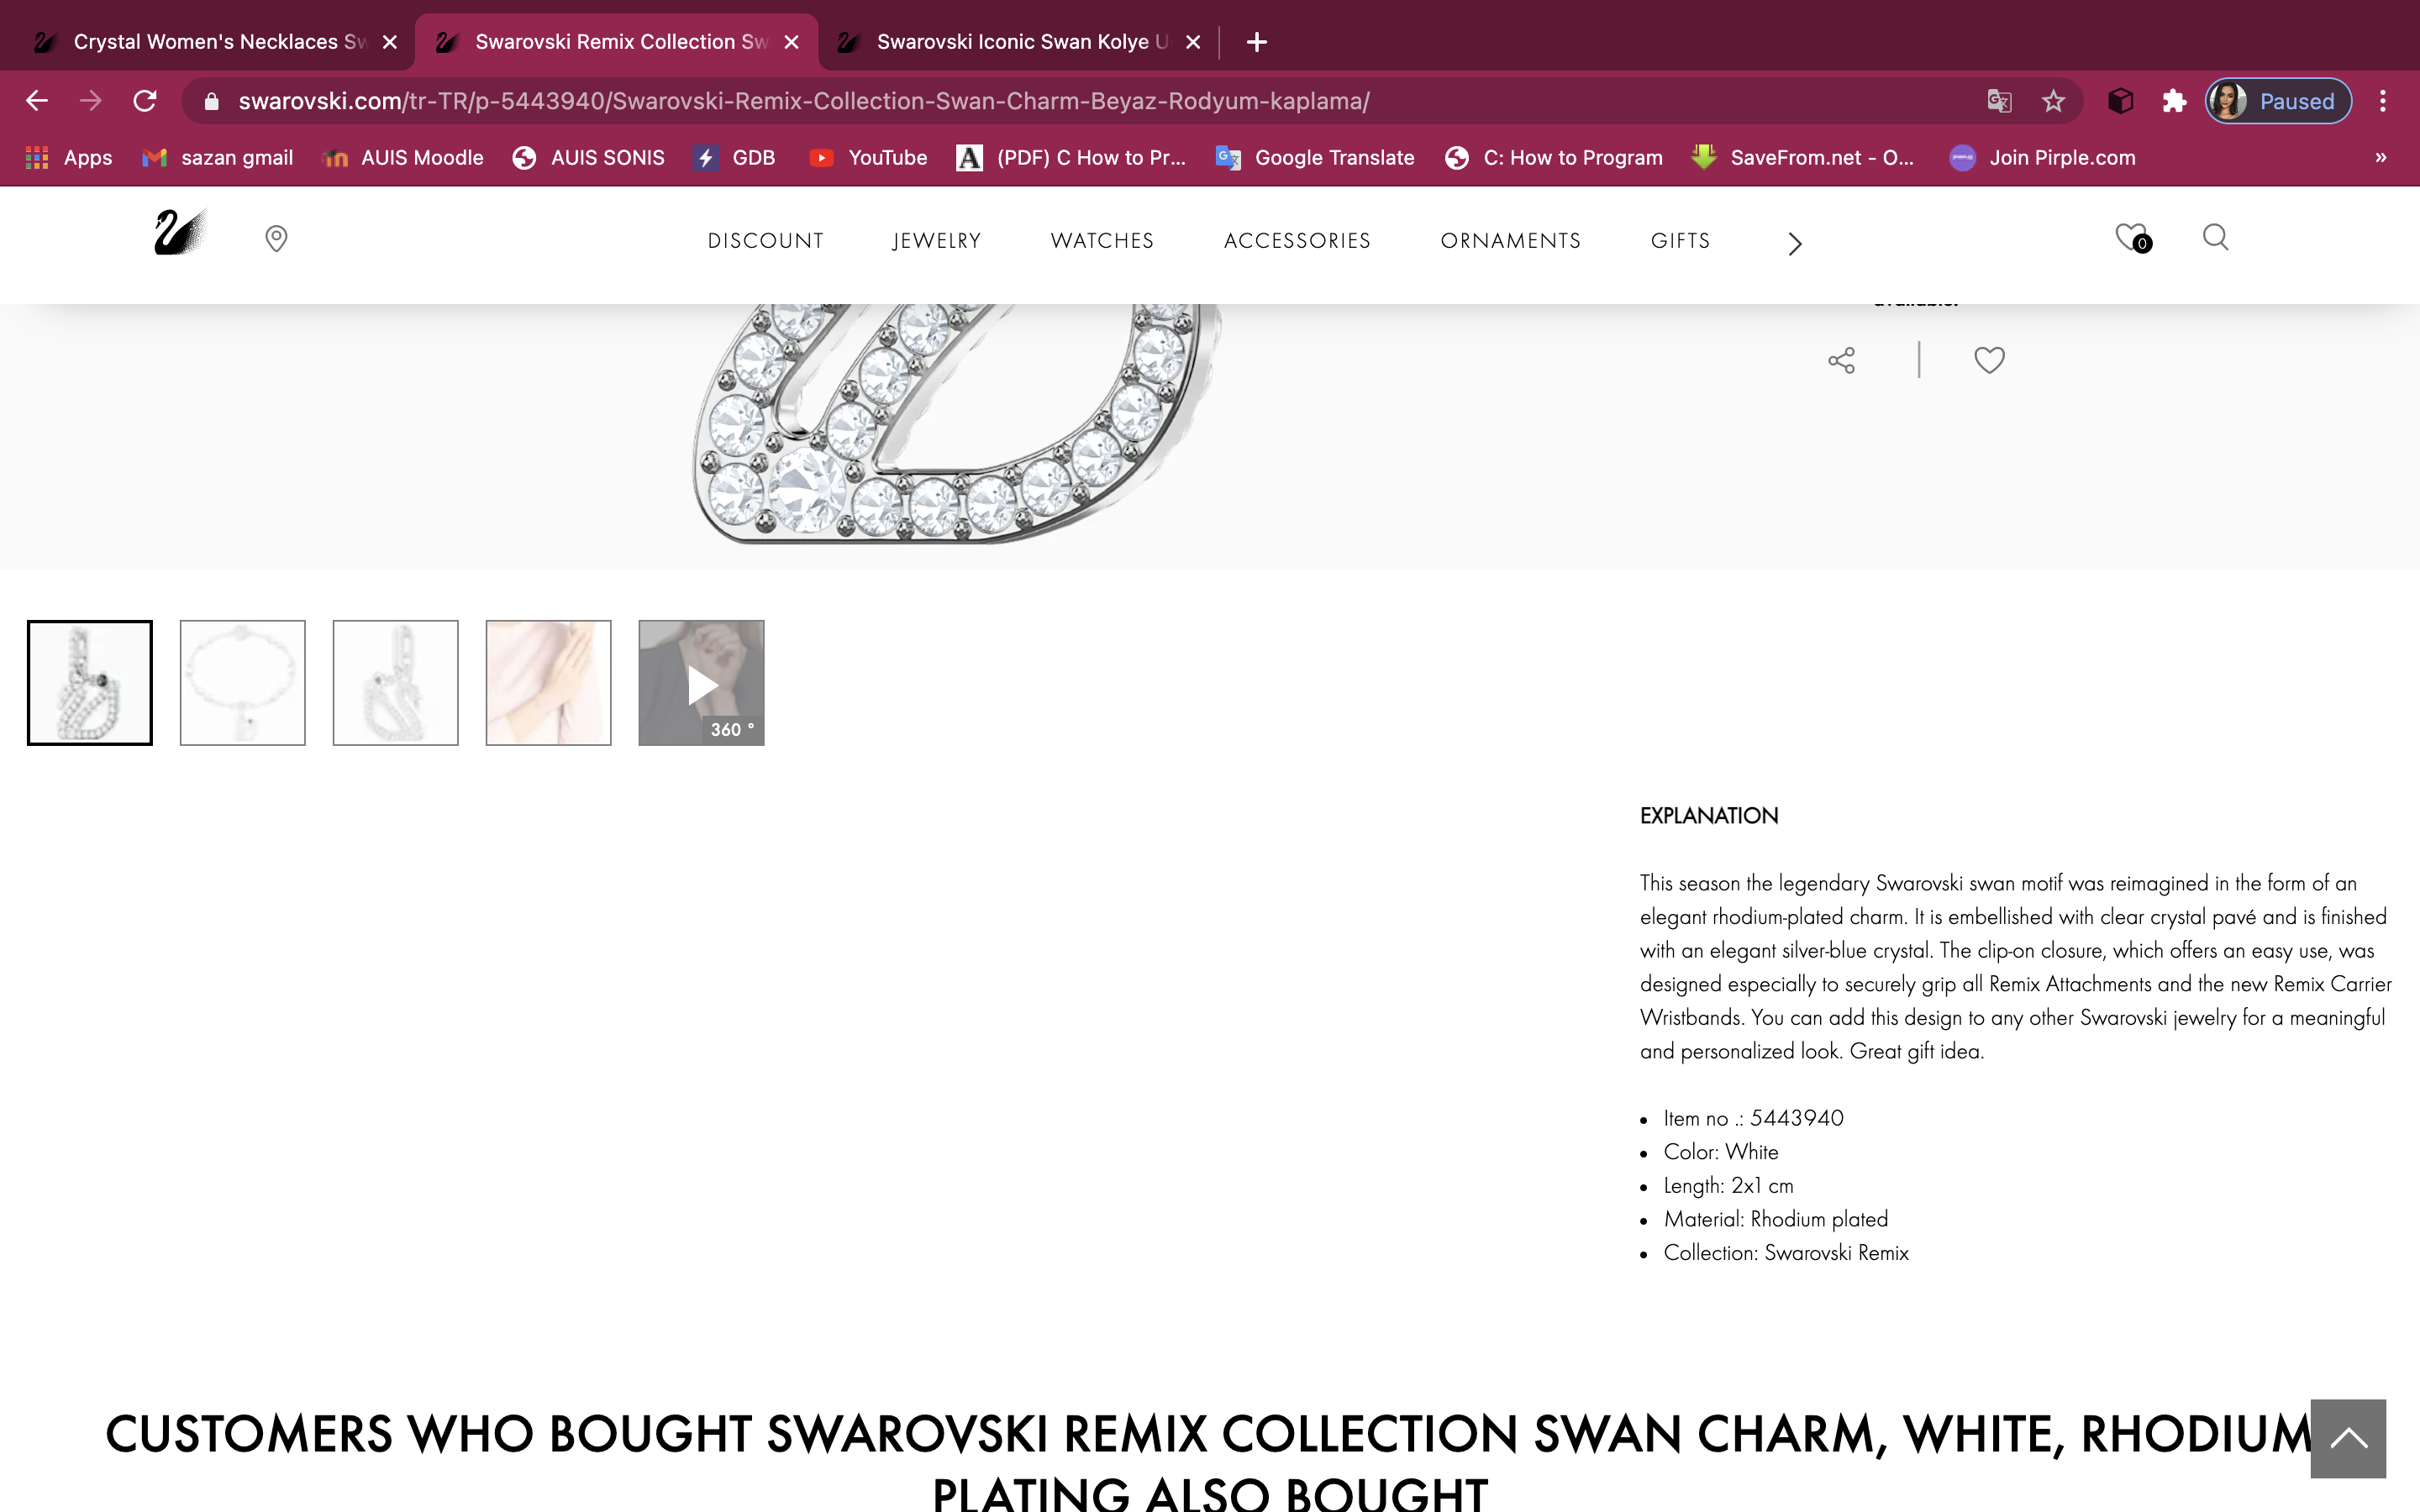 Crystal Women's Necklaces Sw
Swarovski Remix Collection Sw
Swarovski Iconic Swan Kolye U
swarovski.com/tr-TR/p-5443940/Swarovski-Remix-Collection-Swan-Charm-Beyaz-Rodyum-kaplama/
Paused
Apps
sazan gmail
AUIS Moodle
AUIS SONIS
GDB
YouTube
(PDF) C How to Pr...
Google Translate
C: How to Program
SaveFrom.net - O...
Join Pirple.com
»
DISCOUNT
JEWELRY
WATCHES
ACCESSORIES
ORNAMENTS
GIFTS
0
available.
360 °
EXPLANATION
This season the legendary Swarovski swan motif was reimagined in the form of an
elegant rhodium-plated charm. It is embellished with clear crystal pavé and is finished
with an elegant silver-blue crystal. The clip-on closure, which offers an easy use, was
designed especially to securely grip all Remix Attachments and the new Remix Carrier
Wristbands. You can add this design to any other Swarovski jewelry for a meaningful
and personalized look. Great gift idea.
• Item no .: 5443940
• Color: White
• Length: 2x1 cm
• Material: Rhodium plated
• Collection: Swarovski Remix
CUSTOMERS WHO BOUGHT SWAROVSKI REMIX COLLECTION SWAN CHARM, WHITE, RHODIUM
PLATING ALSO BOUGHT